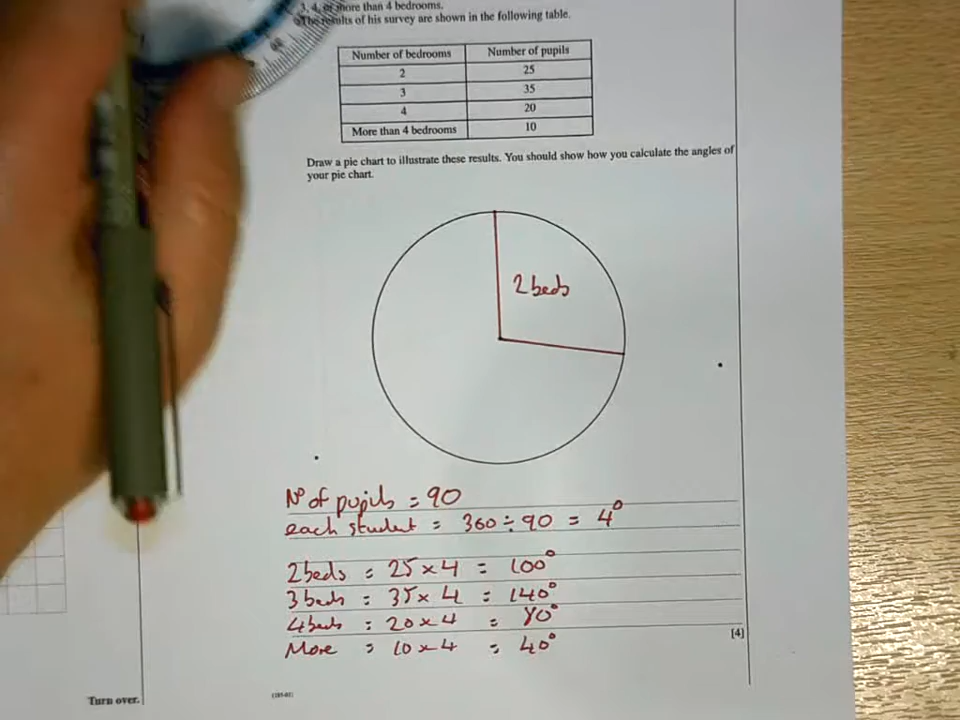 3, 4, or more than 4 bedrooms.
The results of his survey are shown in the following table.
Number of bedrooms Number of pupils
2 25
3 35
4 20
More than 4 bedrooms 10
Draw a pie chart to illustrate these results. You should show how you calculate the angles of
your pie chart.
2 beds
Nº of pupils = 90
each student = 360 ÷ 90 = 4°
2 beds = 25 x 4 = 100°
3 beds = 35 x 4 = 140°
4 beds = 20 x 4 = 80°
More = 10 x 4 = 40°
[4]
Turn over.